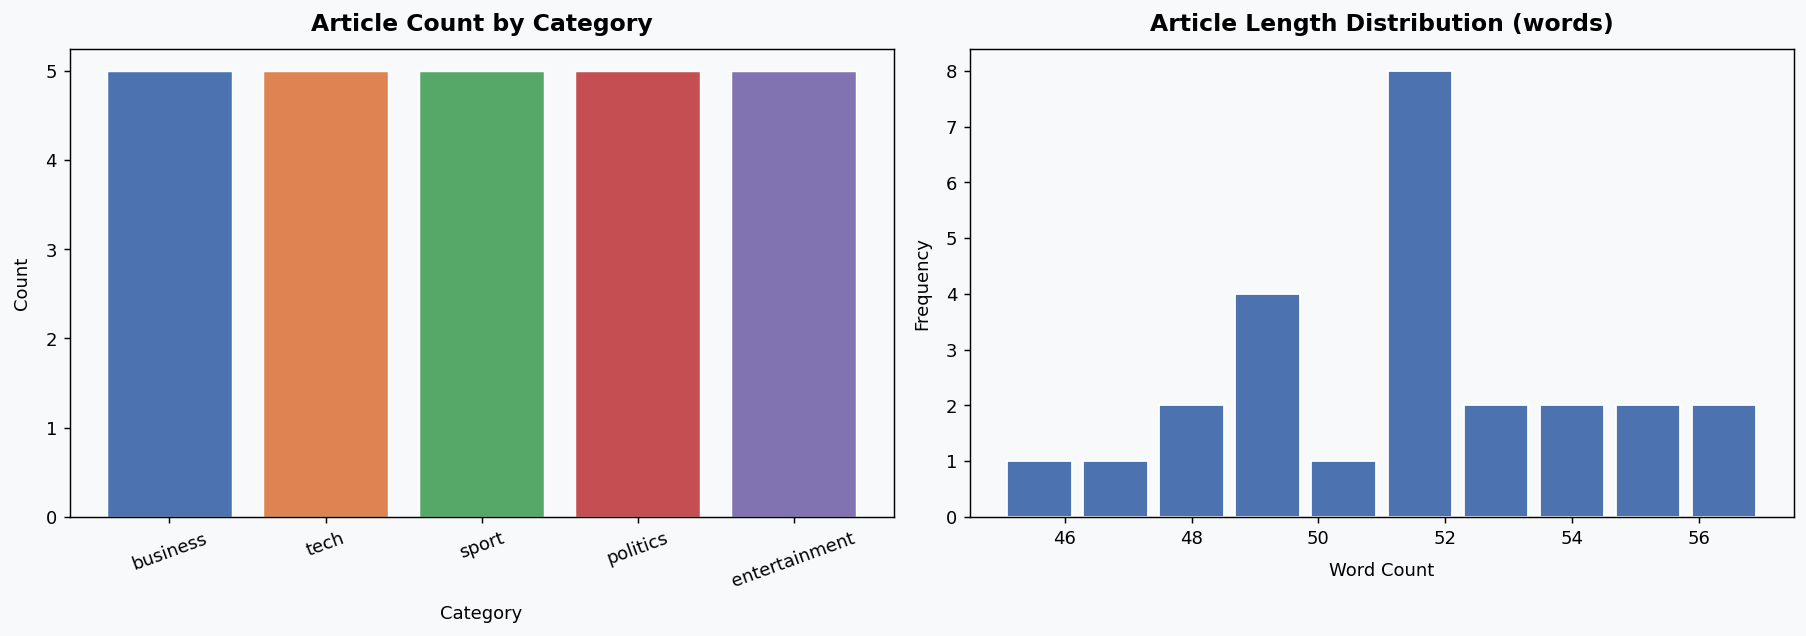 Article Count by Category
5
4
3
2
1
0
Count
business
tech
sport
politics
entertainment
Category
Article Length Distribution (words)
8
7
6
5
4
3
2
1
0
Frequency
46
48
50
52
54
56
Word Count